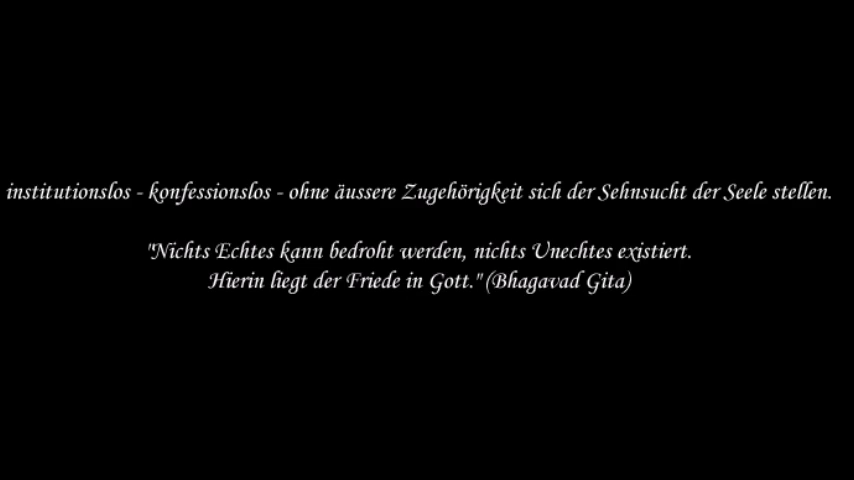 institutionslos - konfessionslos - ohne äussere Zugehörigkeit sich der Sehnsucht der Seele stellen.
"Nichts Echtes kann bedroht werden, nichts Unechtes existiert.
Hierin liegt der Friede in Gott." (Bhagavad Gita)